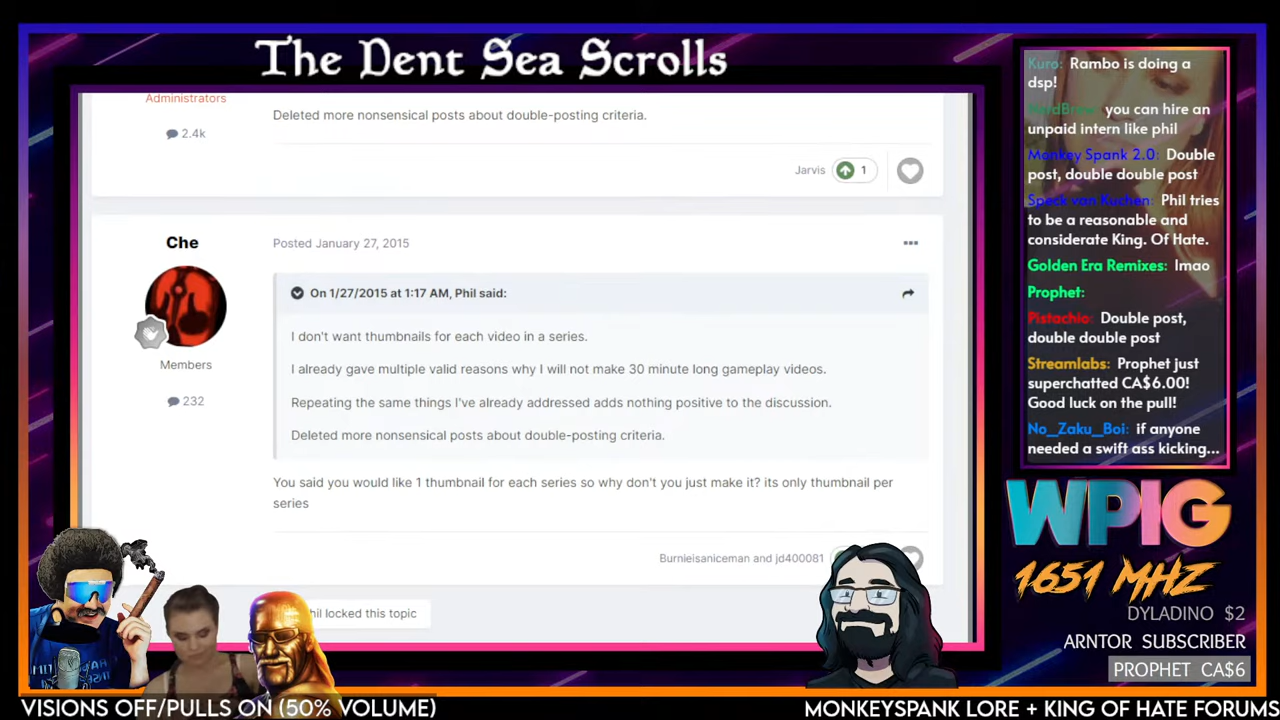 The Dent Sea Scrolls
Administrators
2.4k
Deleted more nonsensical posts about double-posting criteria.
Jarvis
1
Che
Posted January 27, 2015
Members
232
On 1/27/2015 at 1:17 AM, Phil said:
I don't want thumbnails for each video in a series.
I already gave multiple valid reasons why I will not make 30 minute long gameplay videos.
Repeating the same things I've already addressed adds nothing positive to the discussion.
Deleted more nonsensical posts about double-posting criteria.
You said you would like 1 thumbnail for each series so why don't you just make it? its only thumbnail per
series
Burnieisaniceman and jd400081
hil locked this topic
Kuro: Rambo is doing a
dsp!
you can hire an
unpaid intern like phil
Monkey Spank 2.0: Double
post, double double post
Speck van Kuchen: Phil tries
to be a reasonable and
considerate King. Of Hate.
Golden Era Remixes: lmao
Prophet:
Pistachio: Double post,
double double post
Streamlabs: Prophet just
superchatted CA$6.00!
Good luck on the pull!
No_Zaku_Boi: if anyone
needed a swift ass kicking...
WPIG
1651 MHZ
DYLADINO $2
ARNTOR SUBSCRIBER
PROPHET CA$6
VISIONS OFF/PULLS ON (50% VOLUME)
MONKEYSPANK LORE + KING OF HATE FORUMS